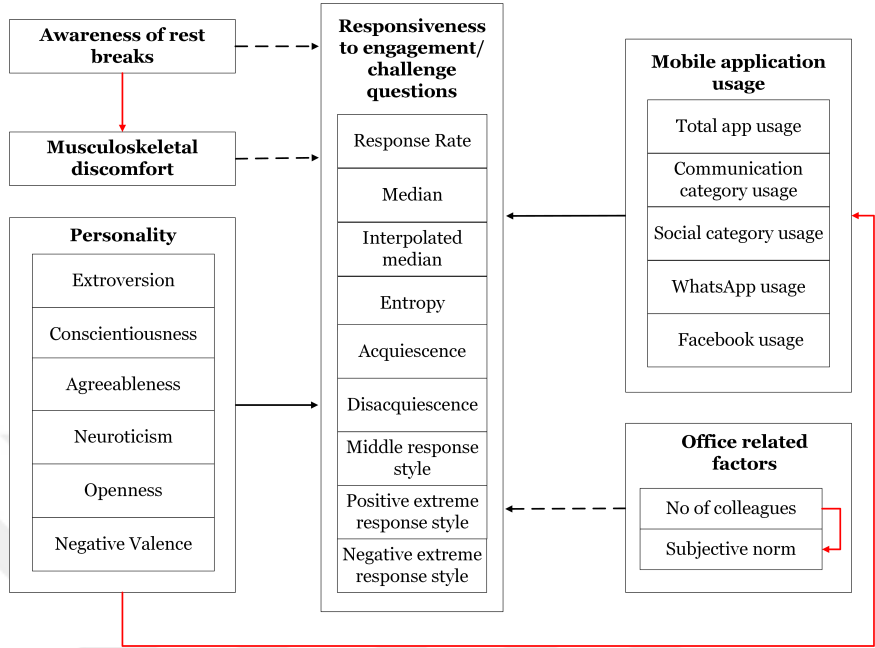 Awareness of rest
breaks
Musculoskeletal
discomfort
Personality
Extroversion
Conscientiousness
Agreeableness
Neuroticism
Openness
Negative Valence
Responsiveness
to engagement/
challenge
questions
Response Rate
Median
Interpolated
median
Entropy
Acquiescence
Disacquiescence
Middle response
style
Positive extreme
response style
Negative extreme
response style
Mobile application
usage
Total app usage
Communication
category usage
Social category usage
WhatsApp usage
Facebook usage
Office related
factors
No of colleagues
Subjective norm